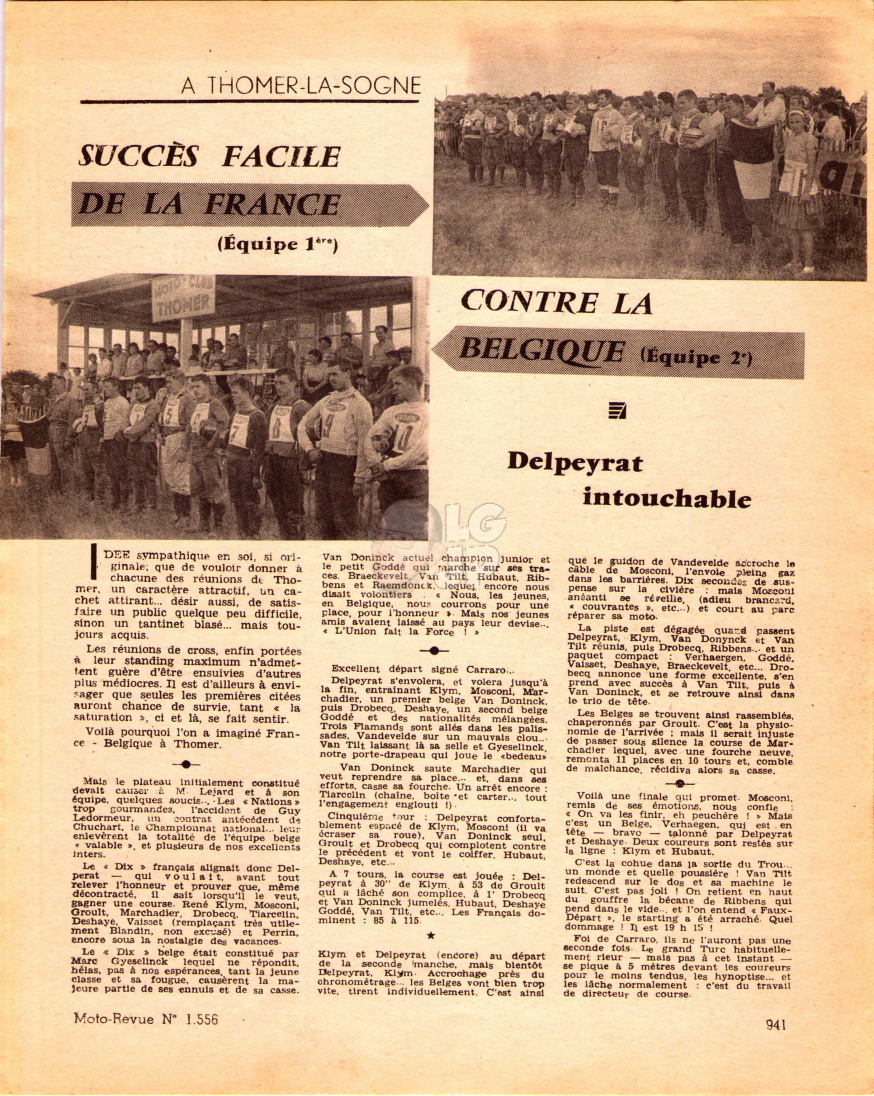 A THOMER-LA-SOGNE
SUCCÈS FACILE
DE LA FRANCE
(Équipe 1ère)
MOTO-CLUB
THOMER
CONTRE LA
BELGIQUE (Équipe 2e)
Delpeyrat
intouchable
IDEE sympathique en soi, si ori-
ginale; que de vouloir donner à
chacune des réunions de Tho-
mer, un caractère attractif, un ca-
chet attirant... désir aussi, de satis-
faire un public quelque peu difficile,
sinon un tantinet blasé... mais tou-
jours acquis.
Les réunions de cross, enfin portées
à leur standing maximum n'admet-
tent guère d'être ensuivies d'autres
plus médiocres. Il est d'ailleurs à envi-
sager que seules les premières citées
auront chance de survie, tant « la
saturation », ci et là, se fait sentir.
Voilà pourquoi l'on a imaginé Fran-
ce - Belgique à Thomer.
Mais le plateau initialement constitué
devait causer à M. Lejard et à son
équipe, quelques soucis... Les « Nations »
trop gourmandes, l'accident de Guy
Ledormeur, un contrat antécédent de
Chuchart, le Championnat national... leur
enlevèrent la totalité de l'équipe belge
« valable », et plusieurs de nos excellents
inters.
Le « Dix » français alignait donc Del-
perat — qui voulait, avant tout
relever l'honneur et prouver que, même
décontracté, il sait lorsqu'il le veut,
gagner une course. René Klym, Mosconi,
Groult, Marchadier, Drobecq, Tiarcelin,
Deshaye, Vaisset (remplaçant très utile-
ment Blandin, non excusé) et Perrin,
encore sous la nostalgie des vacances.
Le « Dix » belge était constitué par
Marc Gyeselinck lequel ne répondit,
hélas, pas à nos espérances, tant la jeune
classe et sa fougue, causèrent la ma-
jeure partie de ses ennuis et de sa casse.
Van Doninck actuel champion junior et
le petit Goddé qui marche sur ses tra-
ces. Braeckevelt, Van Tilt, Hubaut, Rib-
bens et Raemdonck, lequel encore nous
disait volontiers : « Nous, les jeunes,
en Belgique, nous courrons pour une
place, pour l'honneur » Mais nos jeunes
amis avaient laissé au pays leur devise..,
« L'Union fait la Force ! »
Excellent départ signé Carraro...
Delpeyrat s'envolera, et volera jusqu'à
la fin, entraînant Klym, Mosconi, Mar-
chadier, un premier belge Van Doninck,
puis Drobecq, Deshaye, un second belge
Goddé et des nationalités mélangées.
Trois Flamands sont allés dans les palis-
sades, Vandevelde sur un mauvais clou...
Van Tilt laissant là sa selle et Gyeselinck,
notre porte-drapeau qui joue le «bedeau»
Van Doninck saute Marchadier qui
veut reprendre sa place... et, dans ses
efforts, casse sa fourche. Un arrêt encore :
Tiarcelin (chaîne, boîte et carter.., tout
l'engagement englouti !).
Cinquième tour : Delpeyrat conforta-
blement espacé de Klym, Mosconi (il va
écraser sa roue), Van Doninck seul,
Groult et Drobecq qui complotent contre
le précédent et vont le coiffer, Hubaut,
Deshaye, etc...
A 7 tours, la course est jouée : Del-
peyrat à 30'' de Klym, à 53 de Groult
qui a lâché son complice, à 1' Drobecq
et Van Doninck jumelés, Hubaut, Deshaye
Goddé, Van Tilt, etc... Les Français do-
minent : 85 à 115.
Klym et Delpeyrat (encore) au départ
de la seconde manche, mais bientôt
Delpeyrat, Klym. Accrochage près du
chronométrage... les Belges vont bien trop
vite, tirent individuellement. C'est ainsi
que le guidon de Vandevelde accroche le
câble de Mosconi, l'envoie pleins gaz
dans les barrières. Dix secondes de sus-
pense sur la civière : mais Mosconi
anéanti se réveille, (adieu brancard,
« couvrantes », etc...) et court au parc
réparer sa moto.
La piste est dégagée quand passent
Delpeyrat, Klym, Van Donynck et Van
Tilt réunis, puis Drobecq, Ribbens... et un
paquet compact : Verhaergen, Goddé,
Vaisset, Deshaye, Braeckevelt, etc... Dro-
becq annonce une forme excellente, s'en
prend avec succès à Van Tilt, puis à
Van Doninck, et se retrouve ainsi dans
le trio de tête.
Les Belges se trouvent ainsi rassemblés,
chaperonnés par Groult. C'est la physio-
nomie de l'arrivée ; mais il serait injuste
de passer sous silence la course de Mar-
chadier lequel, avec une fourche neuve,
remonta 11 places en 10 tours et, comble
de malchance, récidiva alors sa casse.
Voilà une finale qui promet. Mosconi,
remis de ses émotions, nous confie :
« On va les finir, eh peuchère ! » Mais
c'est un Belge, Verhaegen, qui est en
tête — bravo — talonné par Delpeyrat
et Deshaye. Deux coureurs sont restés sur
la ligne : Klym et Hubaut.
C'est la cohue dans la sortie du Trou...
un monde et quelle poussière ! Van Tilt
redescend sur le dos et sa machine le
suit. C'est pas joli ! On retient en haut
du gouffre la bécane de Ribbens qui
pend dans le vide.. et l'on entend « Faux-
Départ », le starting a été arraché. Quel
dommage ! Il est 19 h 15 !
Foi de Carraro, ils ne l'auront pas une
seconde fois. Le grand Turc habituelle-
ment rieur — mais pas à cet instant —
se pique à 5 mètres devant les coureurs
pour le moins tendus, les hynoptise... et
les lâche normalement : c'est du travail
de directeur de course.
Moto-Revue N° 1.556
941